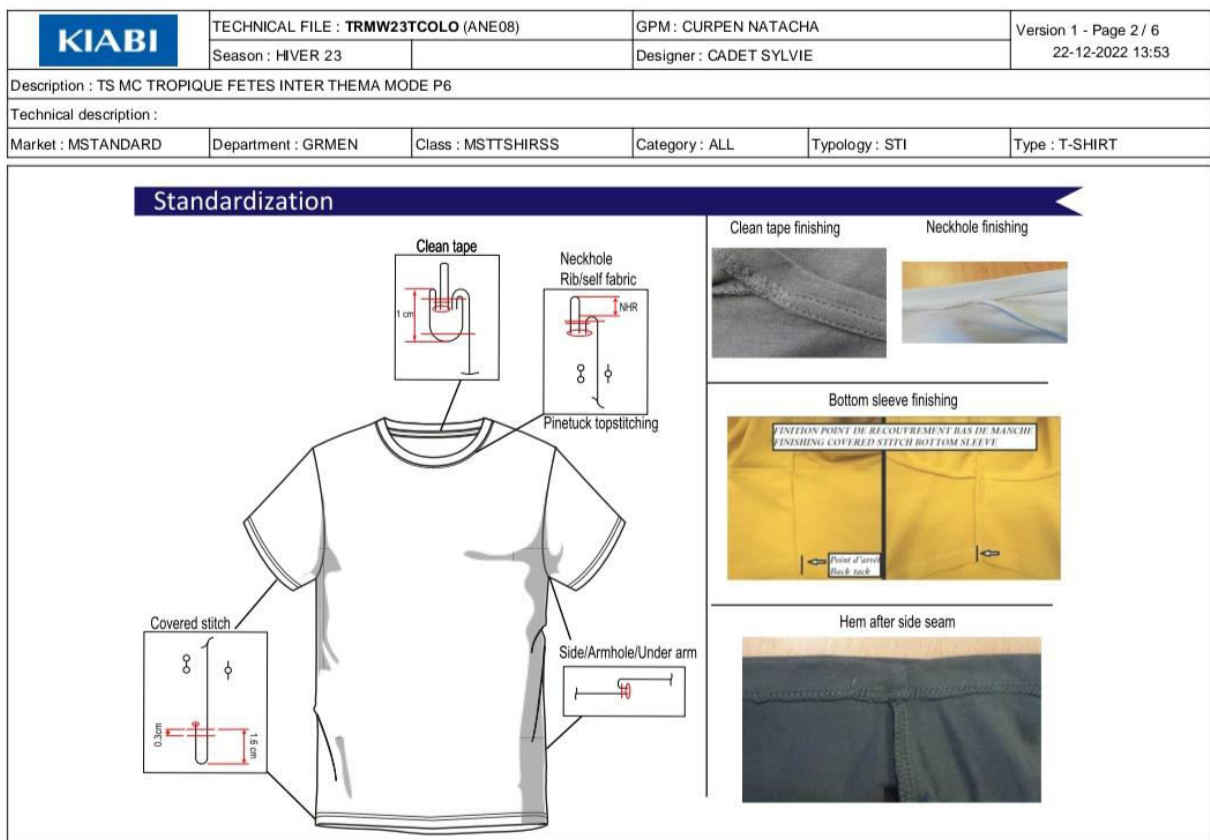 KIABI
TECHNICAL FILE : TRMW23TCOLO (ANE08)
GPM : CURPEN NATACHA
Version 1 - Page 2 / 6
22-12-2022 13:53
Season : HIVER 23
Designer : CADET SYLVIE
Description : TS MC TROPIQUE FETES INTER THEMA MODE P6
Technical description :
Market : MSTANDARD
Department : GRMEN
Class : MSTTSHIRSS
Category : ALL
Typology : STI
Type : T-SHIRT
Standardization
Clean tape
1 cm
Neckhole
Rib/self fabric
NHR
Pinetuck topstitching
Covered stitch
0.3cm
1.6 cm
Side/Armhole/Under arm
Clean tape finishing
Neckhole finishing
Bottom sleeve finishing
FINITION POINT DE RECOUVREMENT BAS DE MANCHE
FINISHING COVERED STITCH BOTTOM SLEEVE
Point d'arrêt
Back tack
Hem after side seam